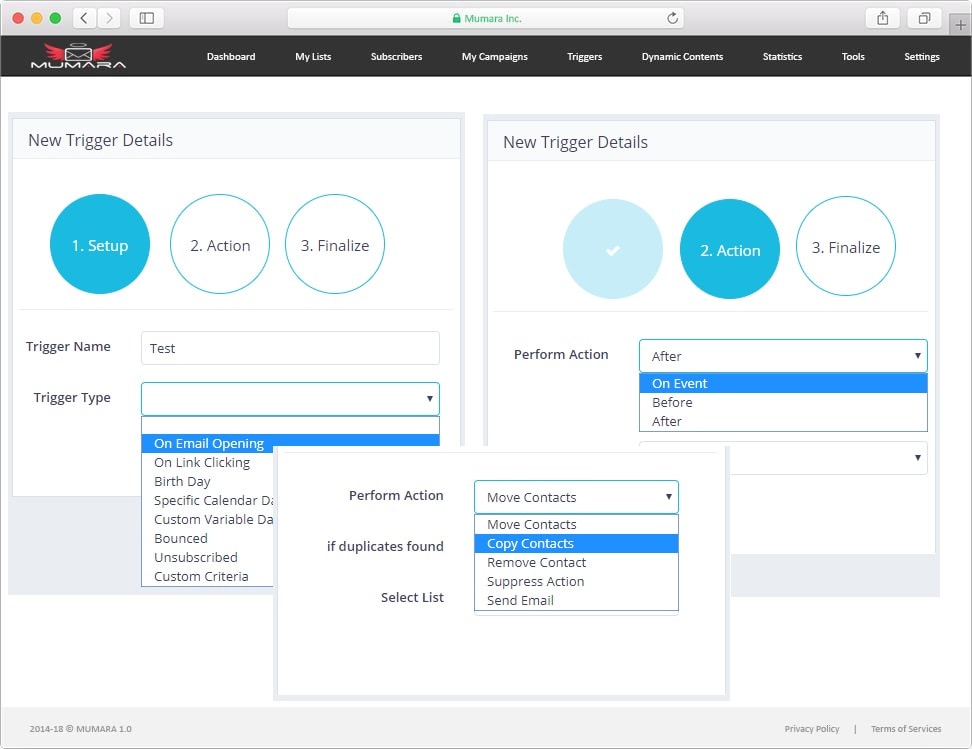 Mumara Inc.
MUMARA
Dashboard
My Lists
Subscribers
My Campaigns
Triggers
Dynamic Contents
Statistics
Tools
Settings
New Trigger Details
1. Setup
2. Action
3. Finalize
Trigger Name
Test
Trigger Type
On Email Opening
On Link Clicking
Birth Day
Specific Calendar Da
Custom Variable Da
Bounced
Unsubscribed
Custom Criteria
New Trigger Details
2. Action
3. Finalize
Perform Action
After
On Event
Before
After
Perform Action
Move Contacts
Move Contacts
Copy Contacts
if duplicates found
Remove Contact
Suppress Action
Select List
Send Email
2014-18 © MUMARA 1.0
Privacy Policy | Terms of Services